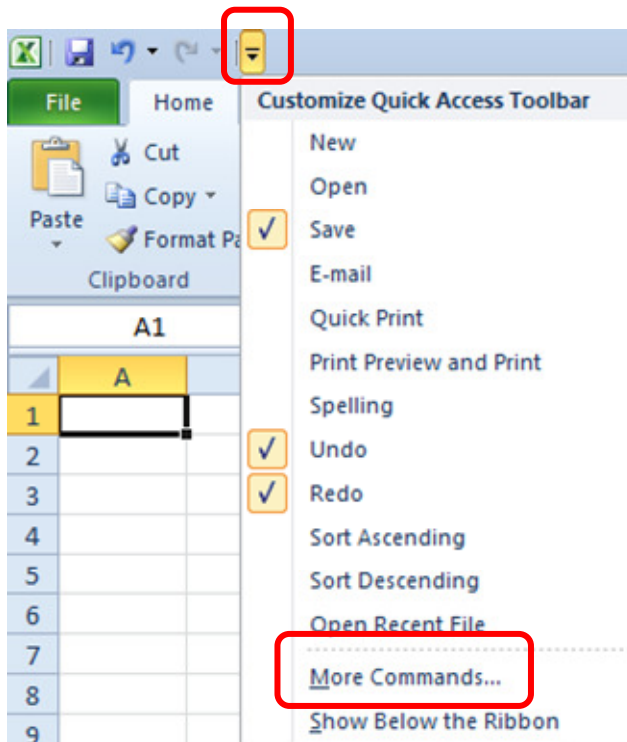 File Home
Customize Quick Access Toolbar
Cut
Copy
Paste
Format Pa
Clipboard
New
Open
Save
E-mail
Quick Print
Print Preview and Print
Spelling
Undo
Redo
Sort Ascending
Sort Descending
Open Recent File
More Commands...
Show Below the Ribbon
A1
A
1
2
3
4
5
6
7
8
9